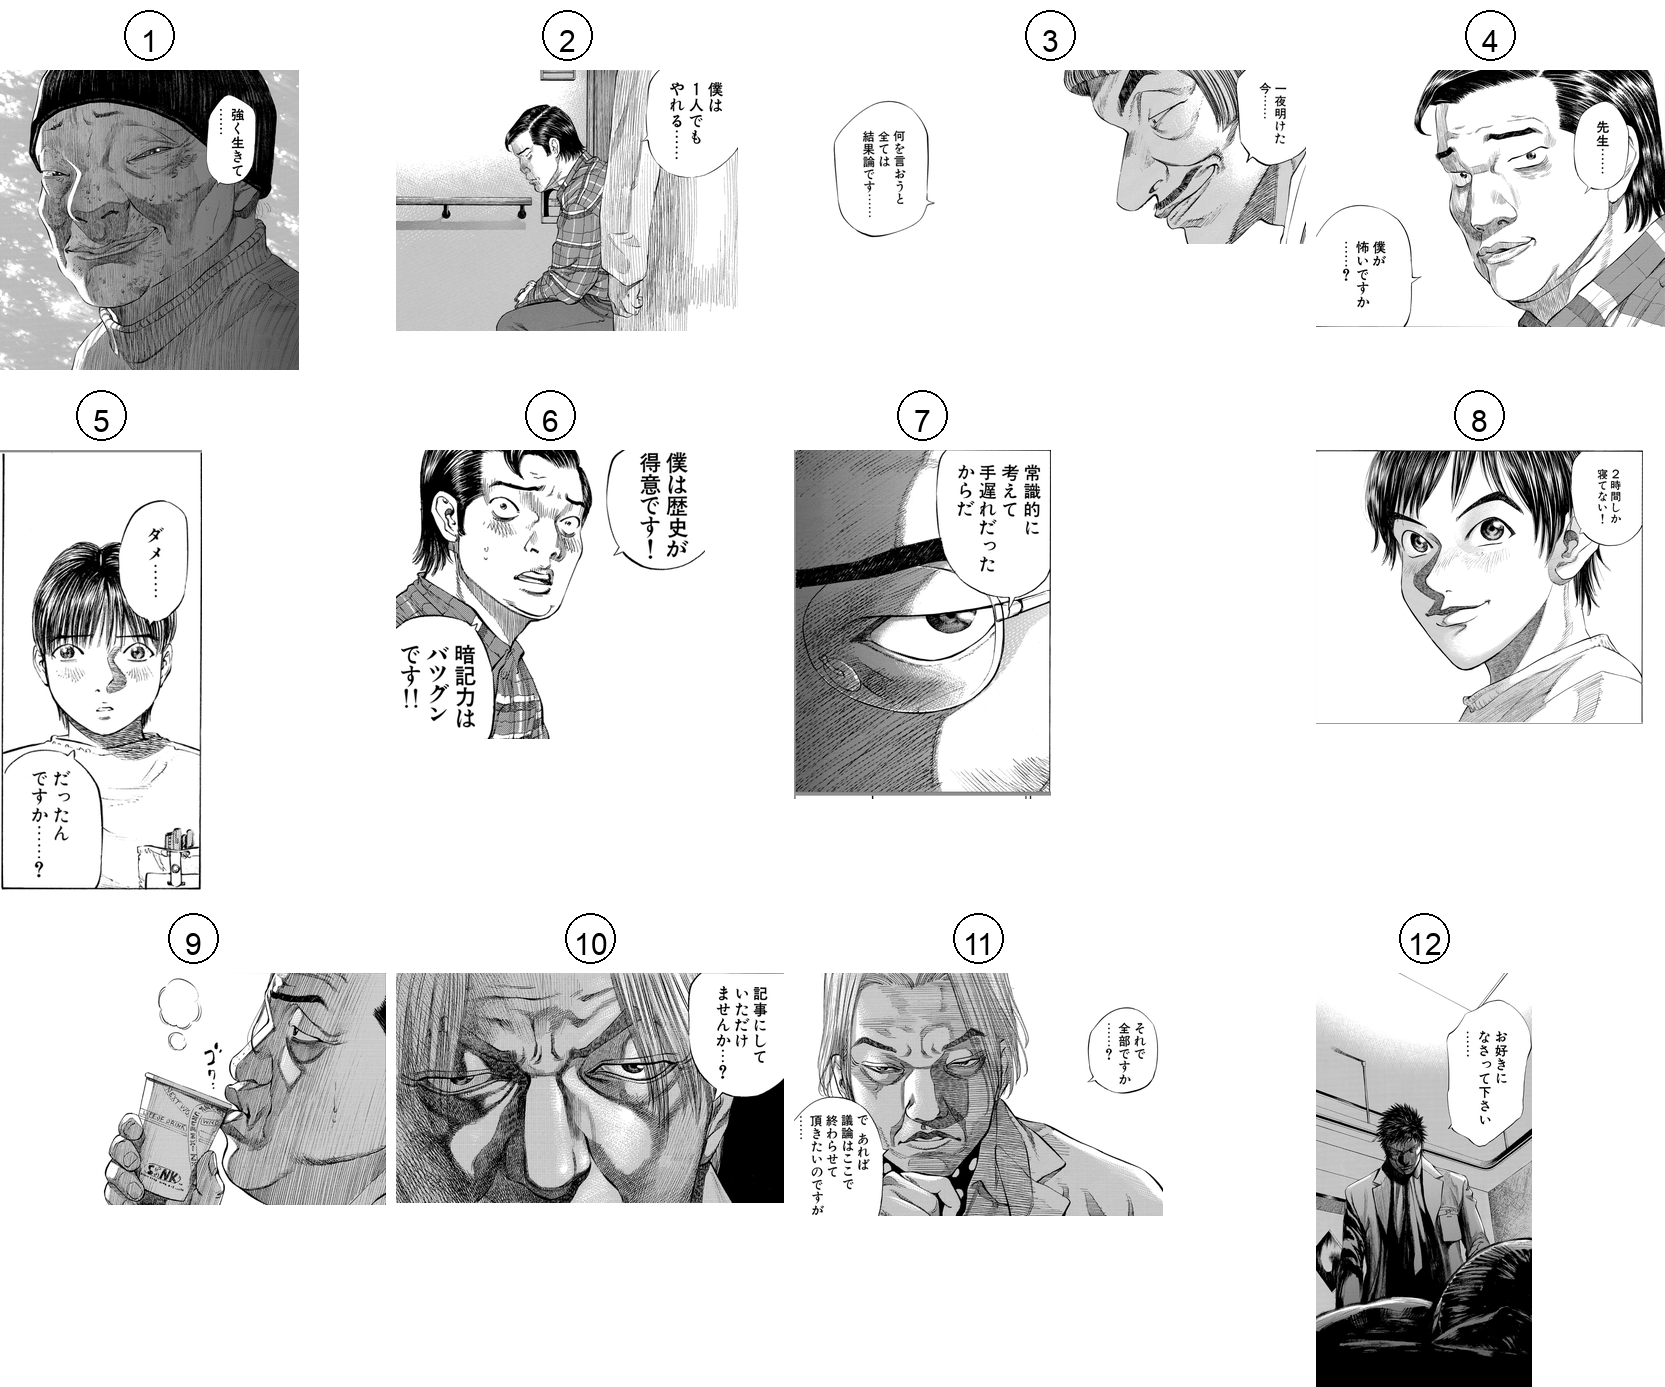 1
強く生きて
……
2
僕は
1人でも
やれる……
3
一夜明けた
今……
何を言おうと
全ては
結果論です……
4
先生……
僕が
怖いですか
……?
5
ダメ……
だったん
ですか……?
6
僕は歴史が
得意です!
暗記力は
バツグン
です!!
7
常識的に
考えて
手遅れだった
からだ
8
2時間しか
寝てない!
9
ゴク…
10
記事にして
いただけ
ませんか…?
11
それで
全部ですか
……?
で あれば
議論はここで
終わらせて
頂きたいのですが
……
12
お好きに
なさって下さい
……